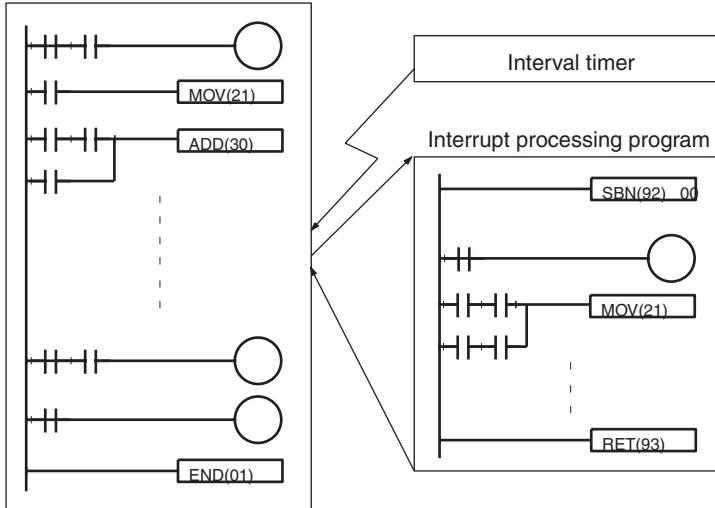 MOV(21)
ADD(30)
END(01)
Interval timer
Interrupt processing program
SBN(92) 00
MOV(21)
RET(93)